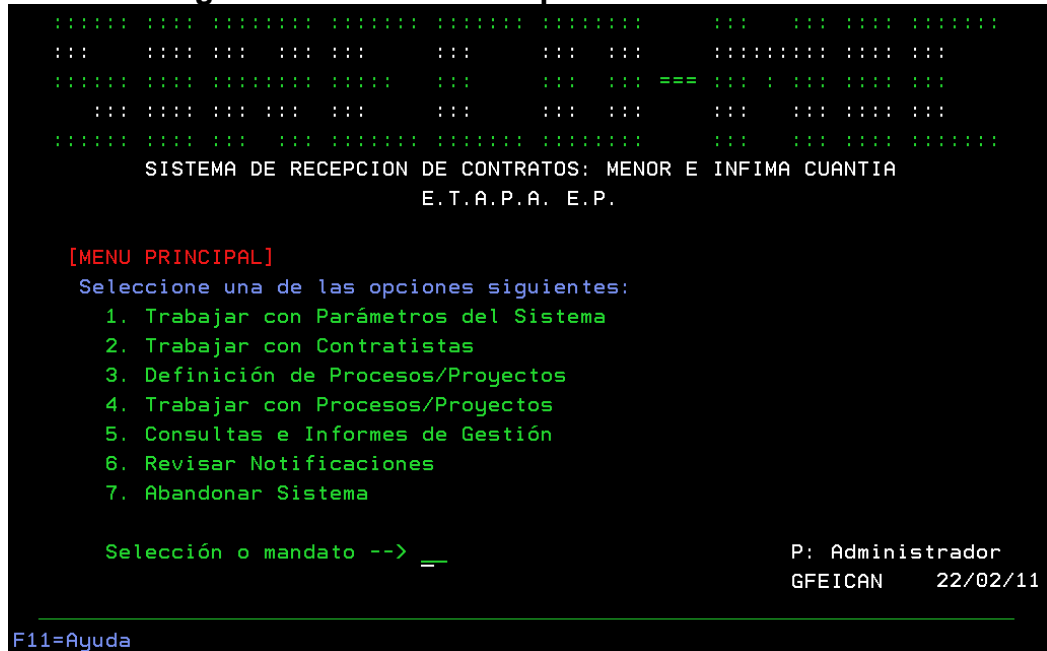 SISTEMA DE RECEPCION DE CONTRATOS: MENOR E INFIMA CUANTIA
E.T.A.P.A. E.P.
[MENU PRINCIPAL]
Seleccione una de las opciones siguientes:
1. Trabajar con Parámetros del Sistema
2. Trabajar con Contratistas
3. Definición de Procesos/Proyectos
4. Trabajar con Procesos/Proyectos
5. Consultas e Informes de Gestión
6. Revisar Notificaciones
7. Abandonar Sistema
Selección o mandato --> __
P: Administrador
GFEICAN 22/02/11
F11=Ayuda